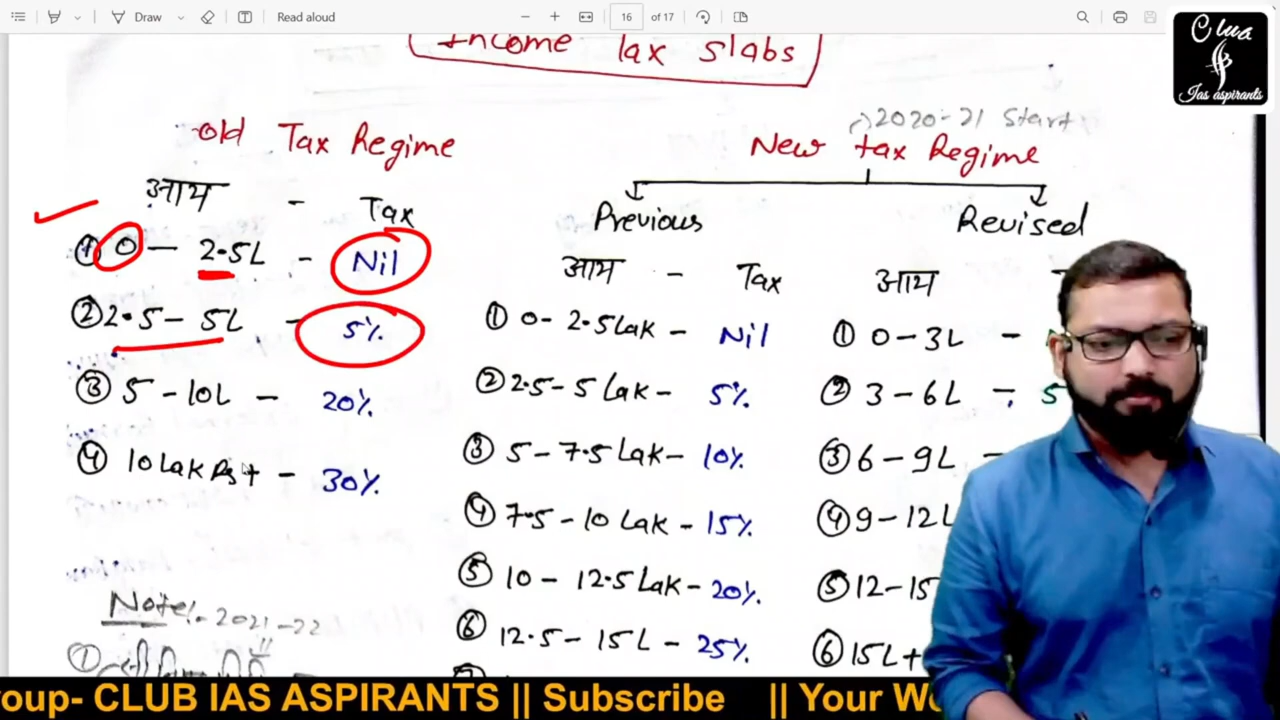 Draw
Read aloud
16
of 17
Club
Ias aspirants
Income Tax Slabs
Old Tax Regime
आय - Tax
① 0 - 2.5L - Nil
② 2.5 - 5L - 5%
③ 5 - 10L - 20%
④ 10 Lak Rs+ - 30%
Note:- 2021-22
①
2020-21 Start
New tax Regime
Previous
आय - Tax
① 0 - 2.5 Lak - Nil
② 2.5 - 5 Lak - 5%
③ 5 - 7.5 Lak - 10%
④ 7.5 - 10 Lak - 15%
⑤ 10 - 12.5 Lak - 20%
⑥ 12.5 - 15L - 25%
Revised
आय -
① 0 - 3L -
② 3 - 6L - 5
③ 6 - 9L -
④ 9 - 12L
⑤ 12 - 15
⑥ 15L+
roup- CLUB IAS ASPIRANTS || Subscribe || Your Wo